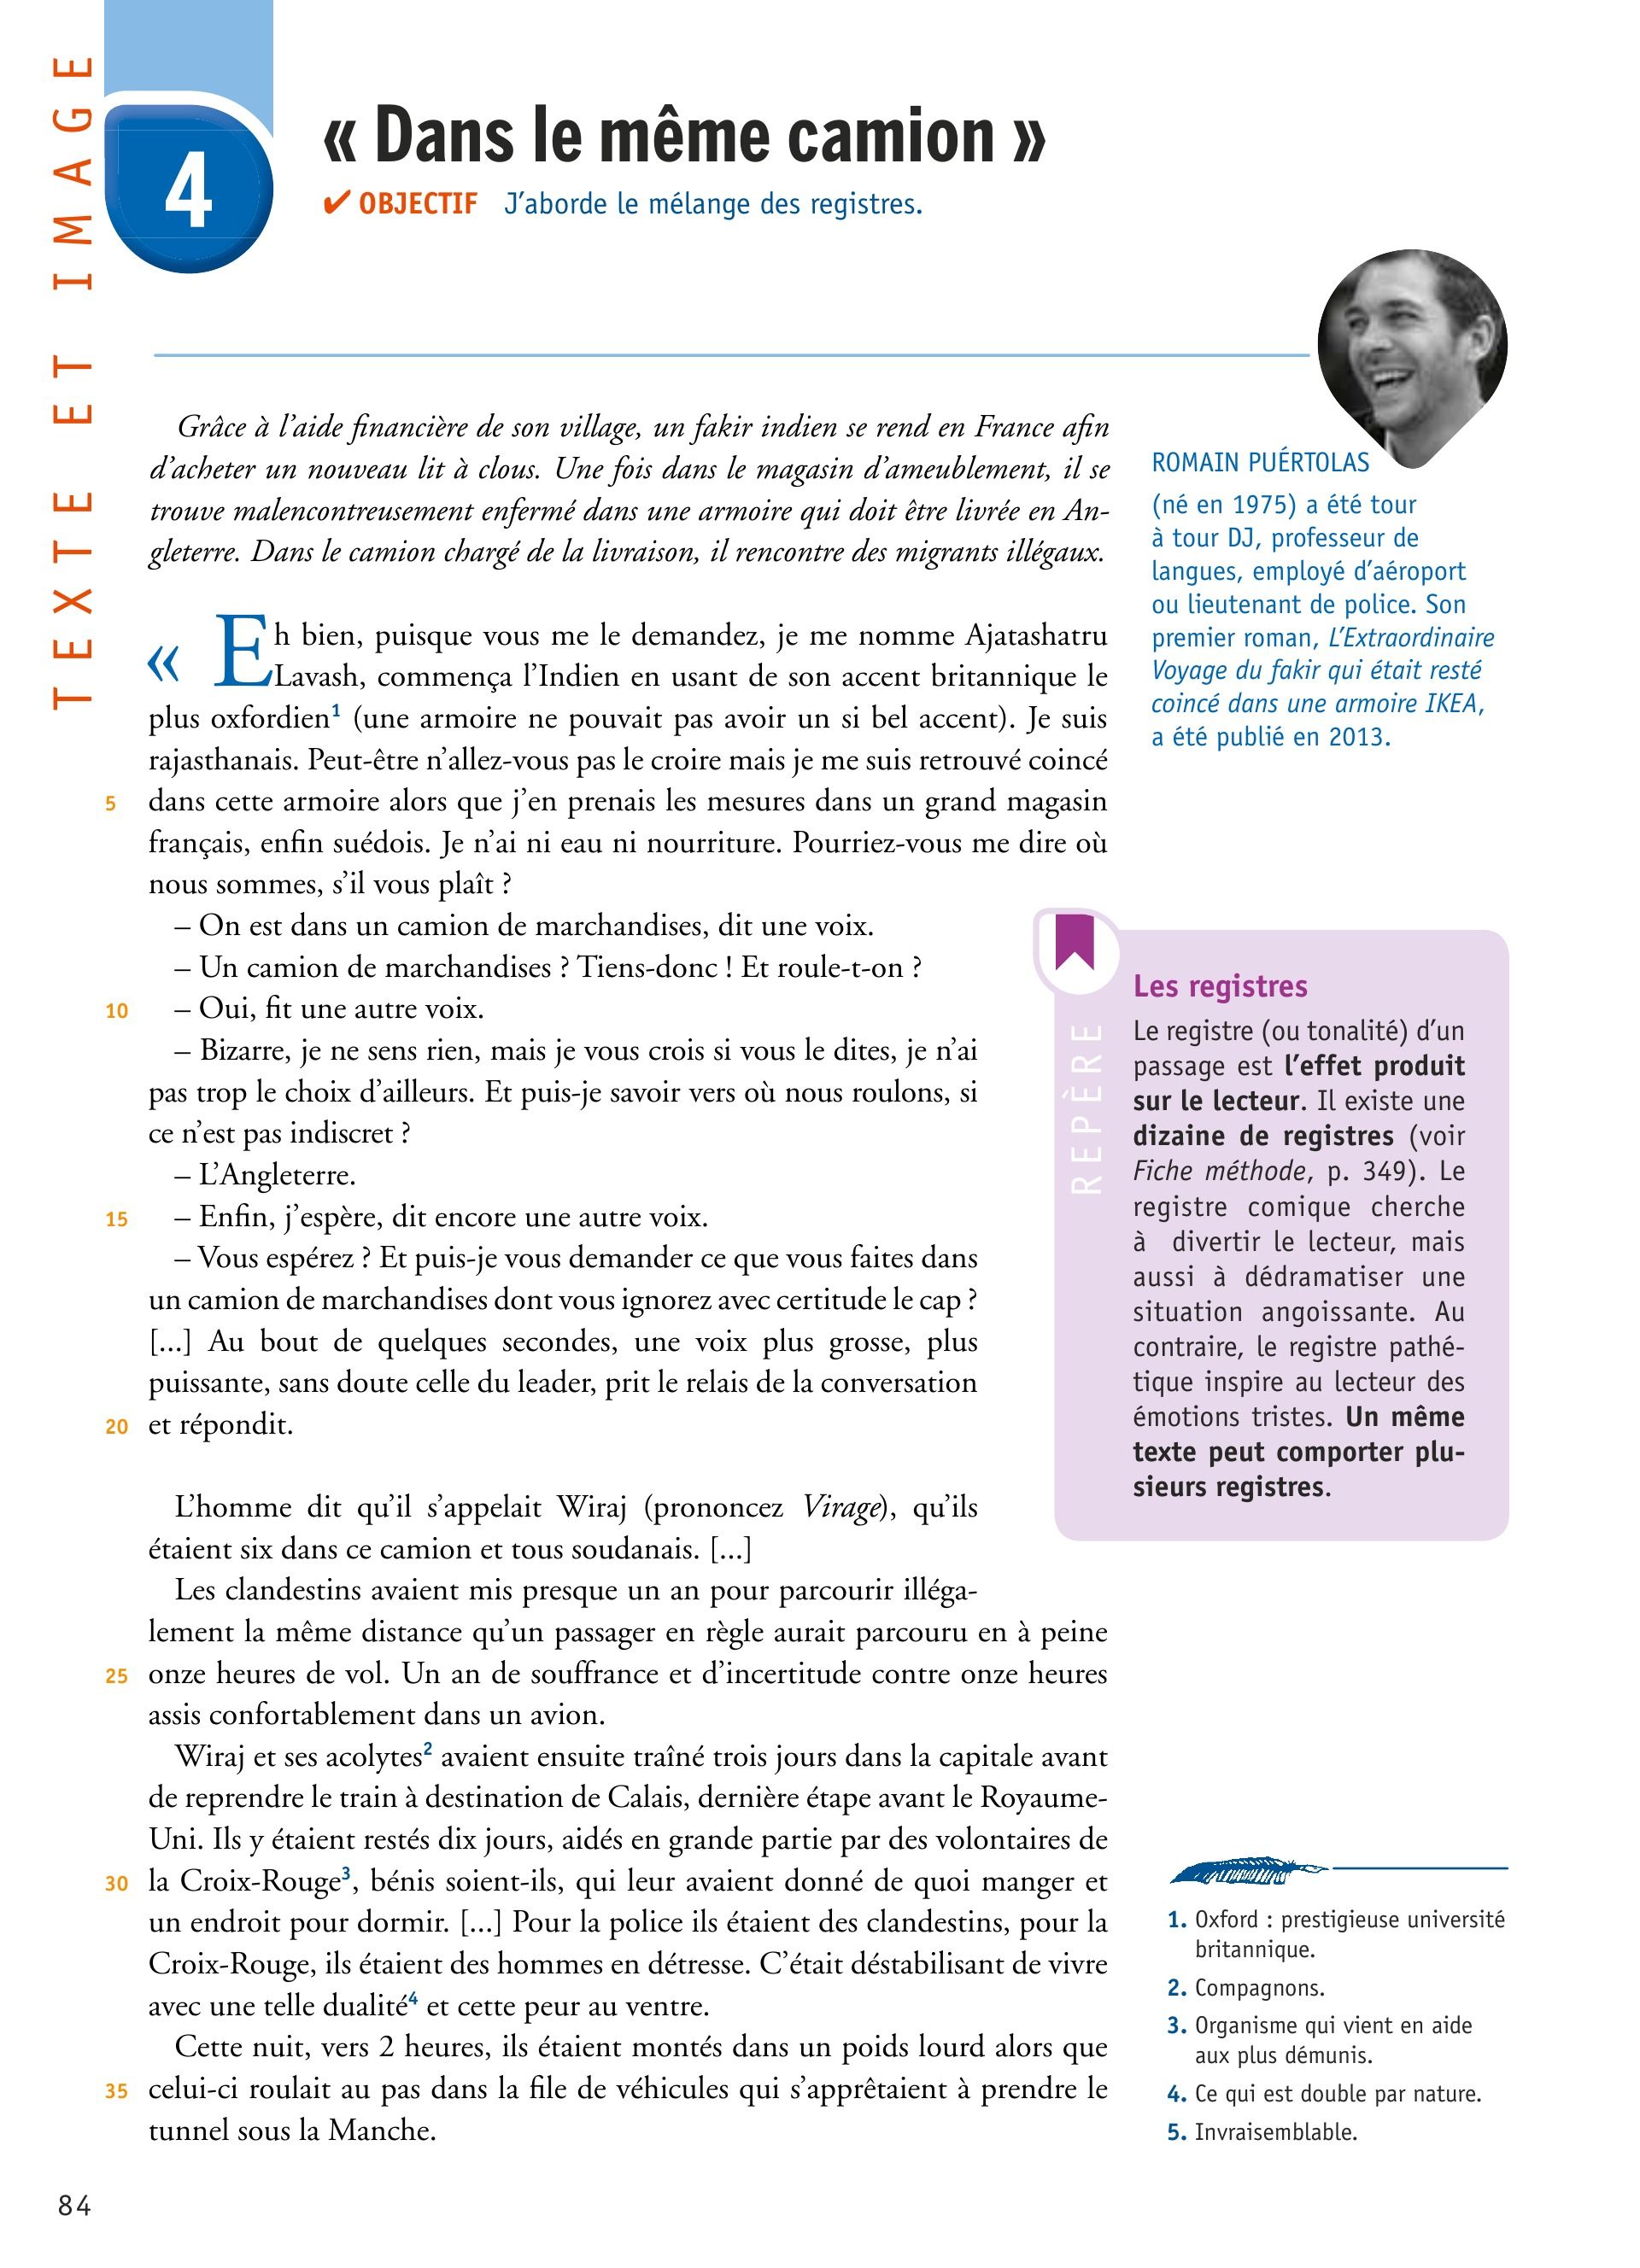 TEXTE ET IMAGE
4
« Dans le même camion »
✔ OBJECTIF J’aborde le mélange des registres.
Grâce à l’aide financière de son village, un fakir indien se rend en France afin
d’acheter un nouveau lit à clous. Une fois dans le magasin d’ameublement, il se
trouve malencontreusement enfermé dans une armoire qui doit être livrée en An-
gleterre. Dans le camion chargé de la livraison, il rencontre des migrants illégaux.
« Eh bien, puisque vous me le demandez, je me nomme Ajatashatru
Lavash, commença l’Indien en usant de son accent britannique le
plus oxfordien1 (une armoire ne pouvait pas avoir un si bel accent). Je suis
rajasthanais. Peut-être n’allez-vous pas le croire mais je me suis retrouvé coincé
5 dans cette armoire alors que j’en prenais les mesures dans un grand magasin
français, enfin suédois. Je n’ai ni eau ni nourriture. Pourriez-vous me dire où
nous sommes, s’il vous plaît ?
– On est dans un camion de marchandises, dit une voix.
– Un camion de marchandises ? Tiens-donc ! Et roule-t-on ?
10 – Oui, fit une autre voix.
– Bizarre, je ne sens rien, mais je vous crois si vous le dites, je n’ai
pas trop le choix d’ailleurs. Et puis-je savoir vers où nous roulons, si
ce n’est pas indiscret ?
– L’Angleterre.
15 – Enfin, j’espère, dit encore une autre voix.
– Vous espérez ? Et puis-je vous demander ce que vous faites dans
un camion de marchandises dont vous ignorez avec certitude le cap ?
[...] Au bout de quelques secondes, une voix plus grosse, plus
puissante, sans doute celle du leader, prit le relais de la conversation
20 et répondit.
L’homme dit qu’il s’appelait Wiraj (prononcez Virage), qu’ils
étaient six dans ce camion et tous soudanais. [...]
Les clandestins avaient mis presque un an pour parcourir illéga-
lement la même distance qu’un passager en règle aurait parcouru en à peine
25 onze heures de vol. Un an de souffrance et d’incertitude contre onze heures
assis confortablement dans un avion.
Wiraj et ses acolytes2 avaient ensuite traîné trois jours dans la capitale avant
de reprendre le train à destination de Calais, dernière étape avant le Royaume-
Uni. Ils y étaient restés dix jours, aidés en grande partie par des volontaires de
30 la Croix-Rouge3, bénis soient-ils, qui leur avaient donné de quoi manger et
un endroit pour dormir. [...] Pour la police ils étaient des clandestins, pour la
Croix-Rouge, ils étaient des hommes en détresse. C’était déstabilisant de vivre
avec une telle dualité4 et cette peur au ventre.
Cette nuit, vers 2 heures, ils étaient montés dans un poids lourd alors que
35 celui-ci roulait au pas dans la file de véhicules qui s’apprêtaient à prendre le
tunnel sous la Manche.
ROMAIN PUÉRTOLAS
(né en 1975) a été tour
à tour DJ, professeur de
langues, employé d’aéroport
ou lieutenant de police. Son
premier roman, L’Extraordinaire
Voyage du fakir qui était resté
coincé dans une armoire IKEA,
a été publié en 2013.
REPÈRE
Les registres
Le registre (ou tonalité) d’un
passage est l’effet produit
sur le lecteur. Il existe une
dizaine de registres (voir
Fiche méthode, p. 349). Le
registre comique cherche
à divertir le lecteur, mais
aussi à dédramatiser une
situation angoissante. Au
contraire, le registre pathé-
tique inspire au lecteur des
émotions tristes. Un même
texte peut comporter plu-
sieurs registres.
1. Oxford : prestigieuse université
britannique.
2. Compagnons.
3. Organisme qui vient en aide
aux plus démunis.
4. Ce qui est double par nature.
5. Invraisemblable.
84